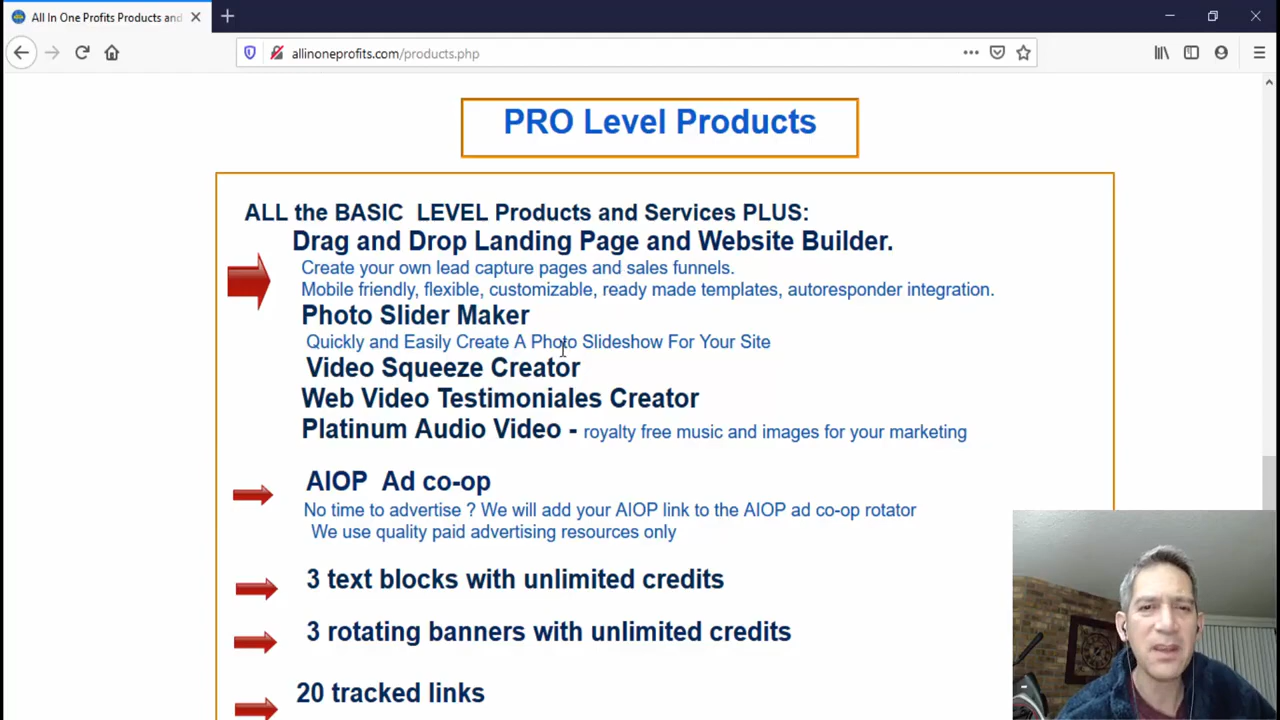 All In One Profits Products and
allinoneprofits.com/products.php
PRO Level Products
ALL the BASIC LEVEL Products and Services PLUS:
Drag and Drop Landing Page and Website Builder.
Create your own lead capture pages and sales funnels.
Mobile friendly, flexible, customizable, ready made templates, autoresponder integration.
Photo Slider Maker
Quickly and Easily Create A Photo Slideshow For Your Site
Video Squeeze Creator
Web Video Testimoniales Creator
Platinum Audio Video - royalty free music and images for your marketing
AIOP Ad co-op
No time to advertise ? We will add your AIOP link to the AIOP ad co-op rotator
We use quality paid advertising resources only
3 text blocks with unlimited credits
3 rotating banners with unlimited credits
20 tracked links